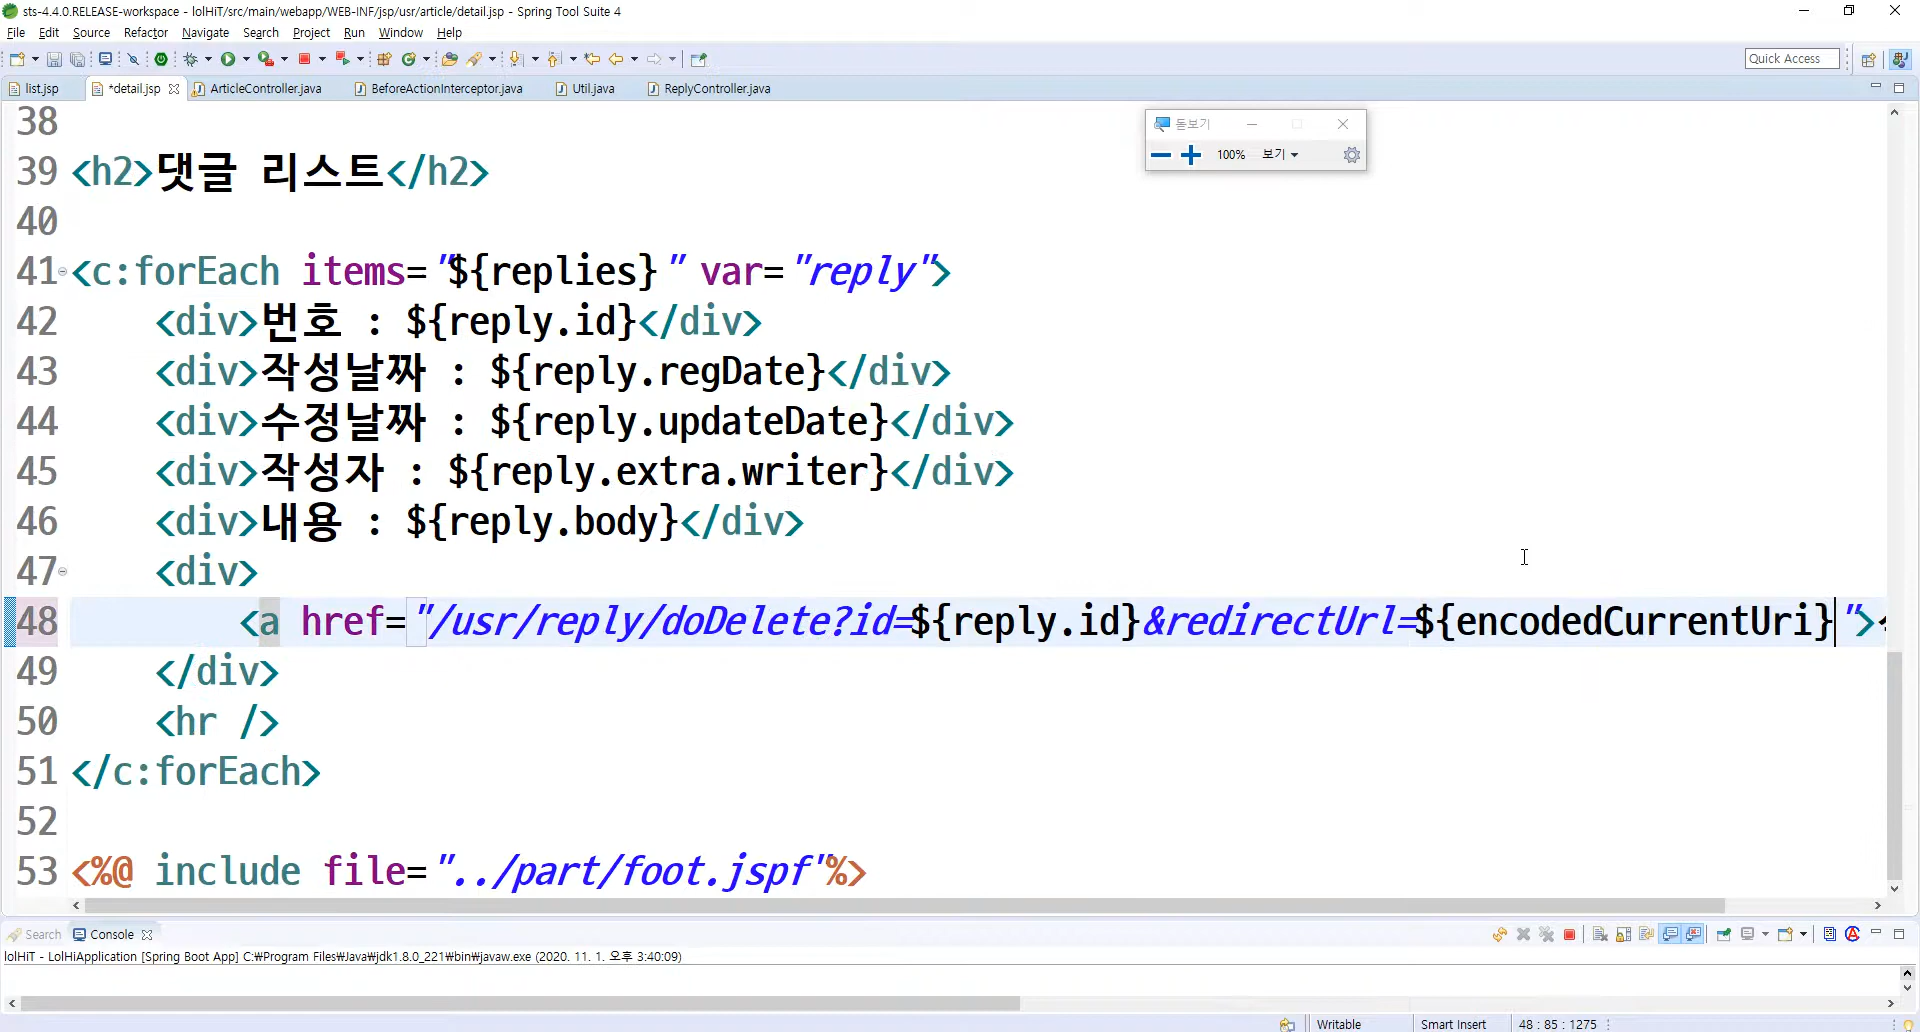 sts-4.4.0.RELEASE-workspace - lolHiT/src/main/webapp/WEB-INF/jsp/usr/article/detail.jsp - Spring Tool Suite 4
File Edit Source Refactor Navigate Search Project Run Window Help
Quick Access
list.jsp *detail.jsp ArticleController.java BeforeActionInterceptor.java Util.java ReplyController.java
돋보기
100% 보기
38
39 <h2>댓글 리스트</h2>
40
41 <c:forEach items="${replies}" var="reply">
42 <div>번호 : ${reply.id}</div>
43 <div>작성날짜 : ${reply.regDate}</div>
44 <div>수정날짜 : ${reply.updateDate}</div>
45 <div>작성자 : ${reply.extra.writer}</div>
46 <div>내용 : ${reply.body}</div>
47 <div>
48 <a href="/usr/reply/doDelete?id=${reply.id}&redirectUrl=${encodedCurrentUri}">
49 </div>
50 <hr />
51 </c:forEach>
52
53 <%@ include file="../part/foot.jspf"%>
Search Console
lolHiT - LolHiApplication [Spring Boot App] C:￦Program Files￦Java￦jdk1.8.0_221￦bin￦javaw.exe (2020. 11. 1. 오후 3:40:09)
Writable Smart Insert 48 : 85 : 1275